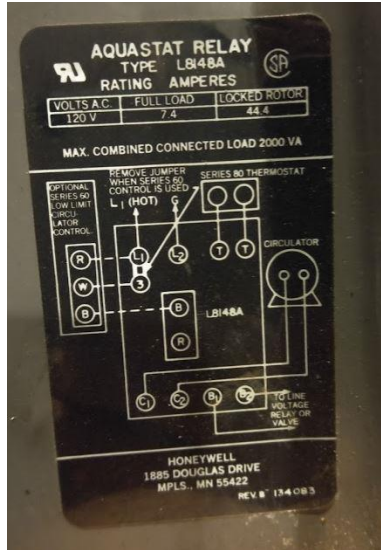 AQUASTAT RELAY
TYPE L8148A
RATING AMPERES
VOLTS A.C. FULL LOAD LOCKED ROTOR
120 V 7.4 44.4
MAX. COMBINED CONNECTED LOAD 2000 VA
OPTIONAL
SERIES 60
LOW LIMIT
CIRCU-
LATOR
CONTROL.
REMOVE JUMPER
WHEN SERIES 60
CONTROL IS USED
L1 (HOT) G
SERIES 80 THERMOSTAT
CIRCULATOR
R L1 L2 T T
W 3
B B L8148A
R
C1 C2 B1 B2
TO LINE
VOLTAGE
RELAY OR
VALVE
HONEYWELL
1885 DOUGLAS DRIVE
MPLS., MN 55422
REV. B 134083